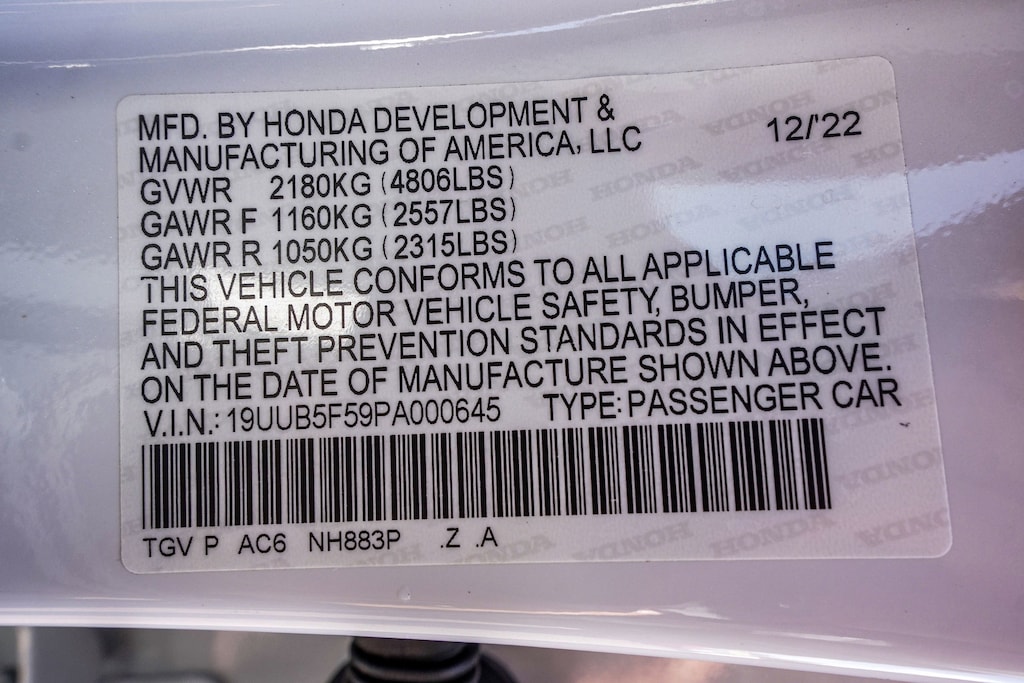 MFD. BY HONDA DEVELOPMENT &
MANUFACTURING OF AMERICA, LLC 12/'22
GVWR 2180KG (4806LBS)
GAWR F 1160KG (2557LBS)
GAWR R 1050KG (2315LBS)
THIS VEHICLE CONFORMS TO ALL APPLICABLE
FEDERAL MOTOR VEHICLE SAFETY, BUMPER,
AND THEFT PREVENTION STANDARDS IN EFFECT
ON THE DATE OF MANUFACTURE SHOWN ABOVE.
V.I.N.: 19UUB5F59PA000645 TYPE: PASSENGER CAR
TGV P AC6 NH883P .Z .A